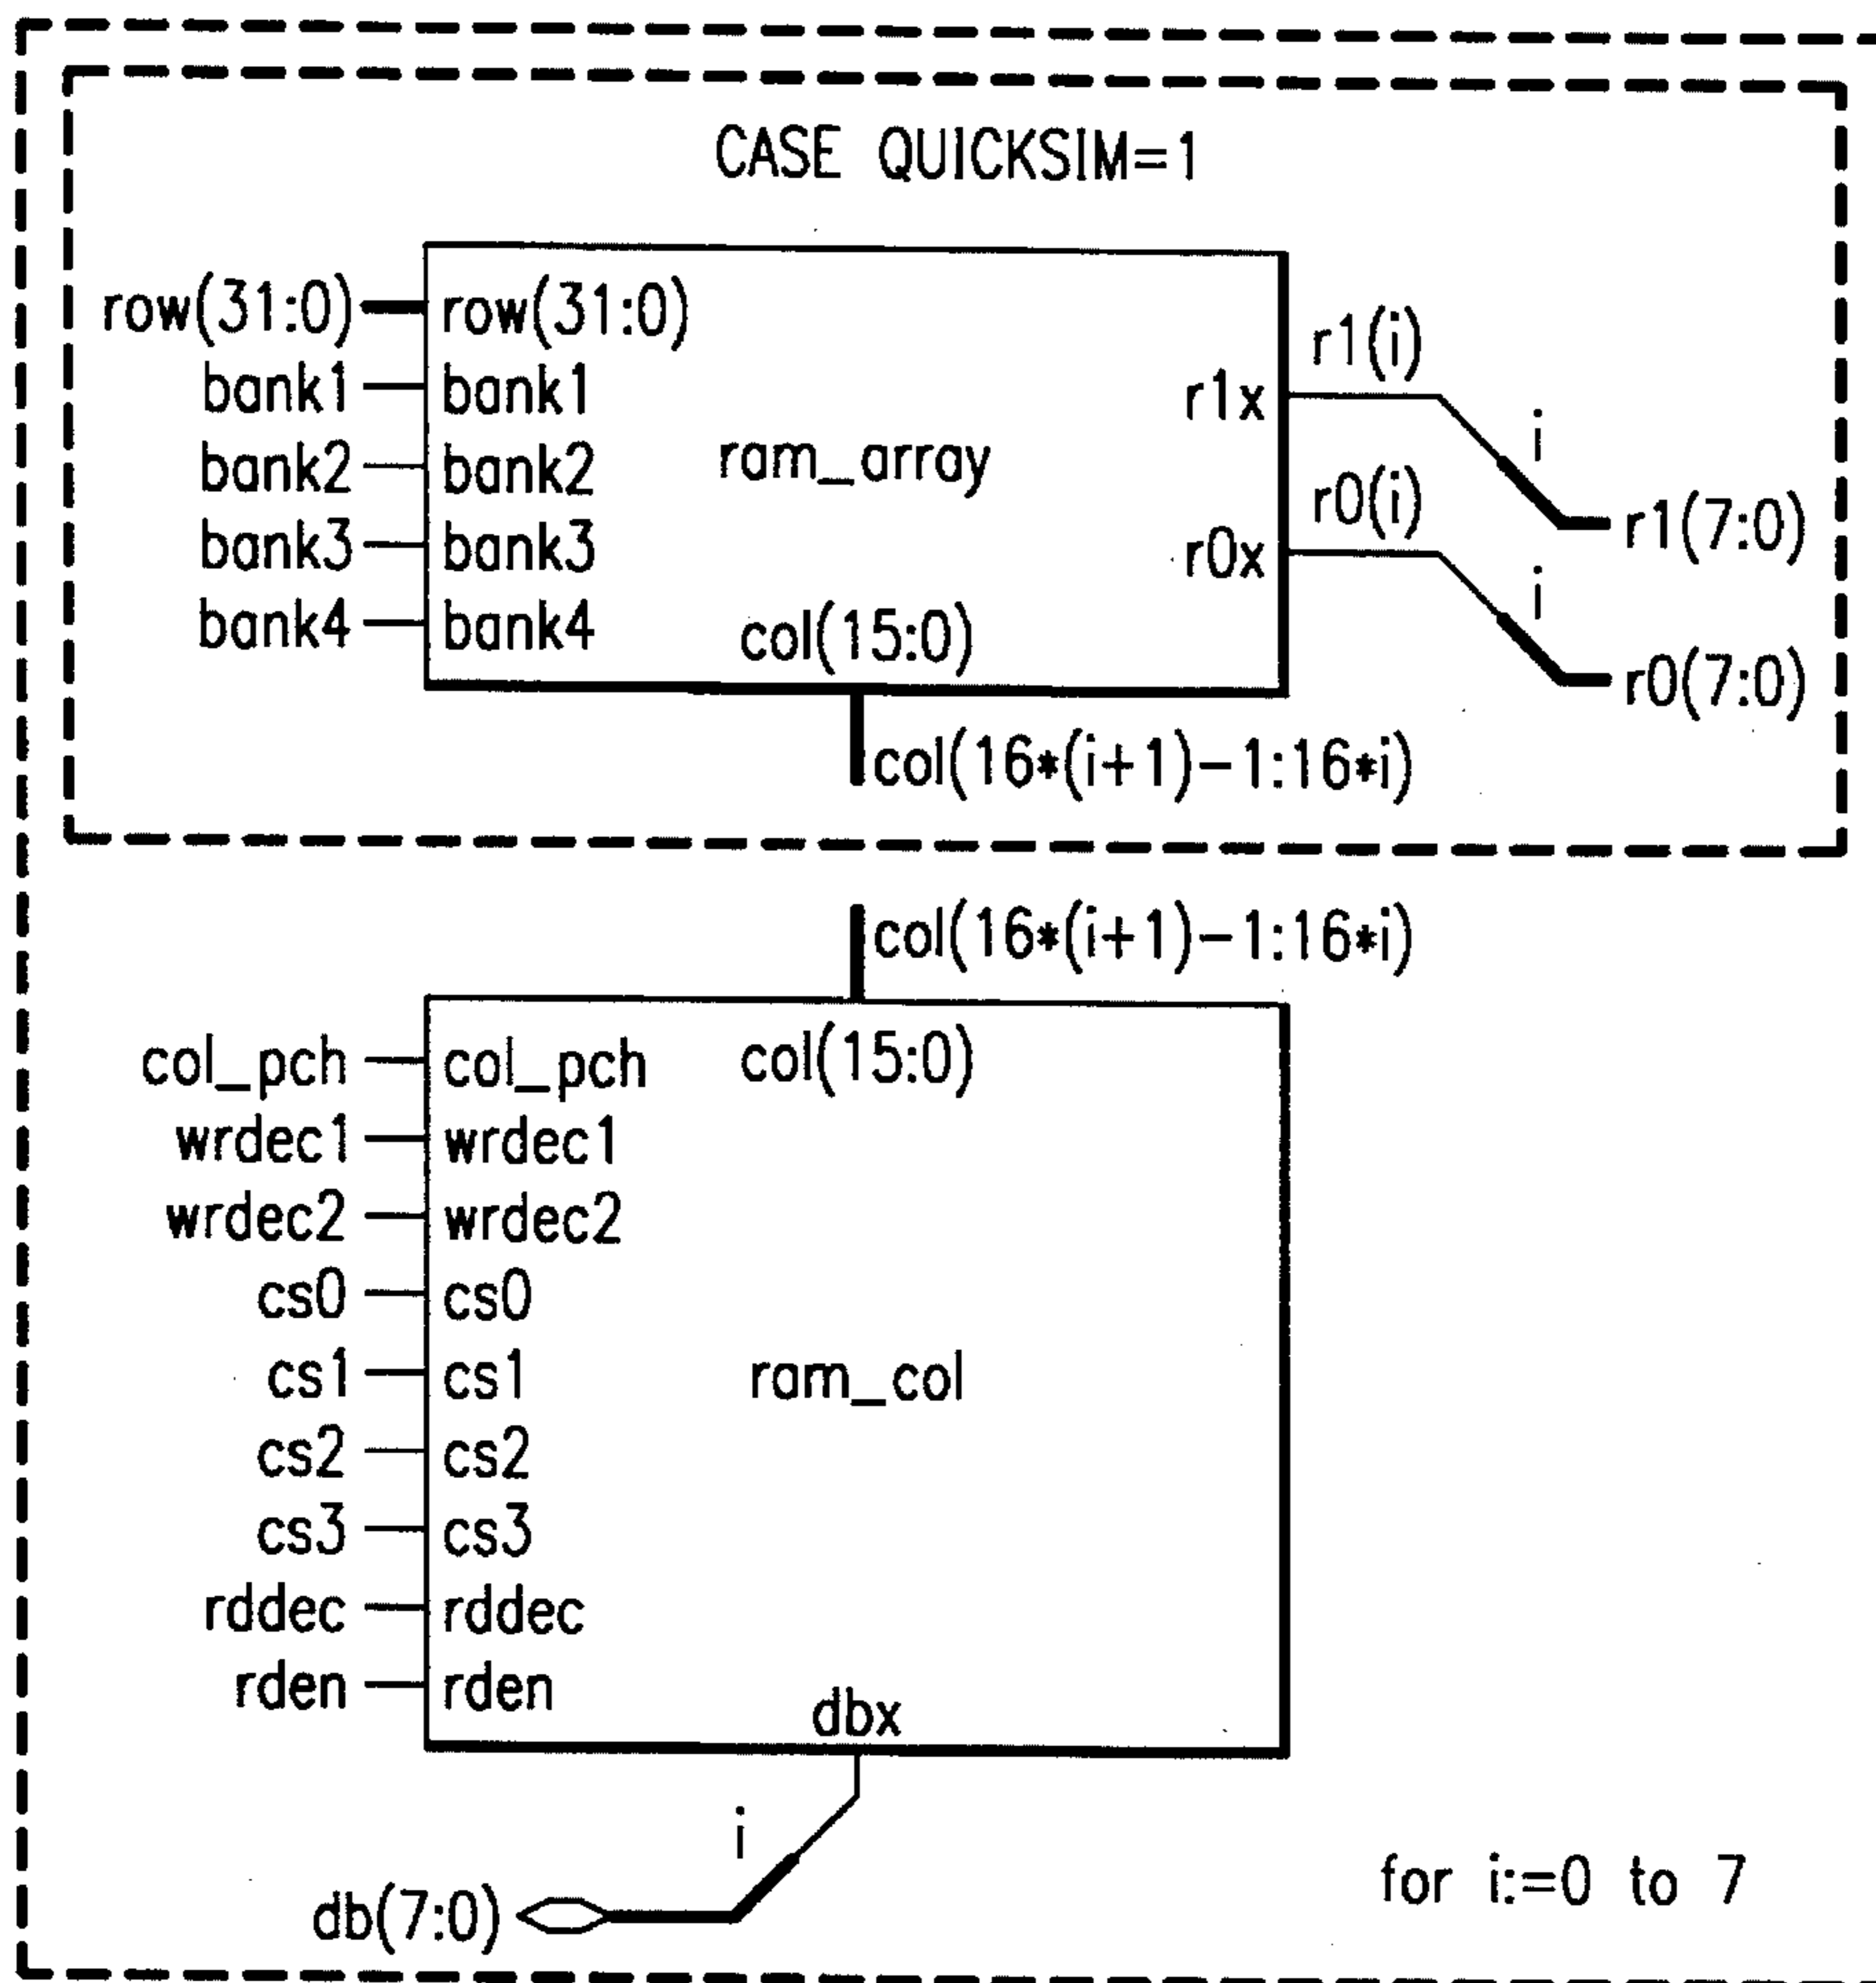 CASE QUICKSIM=1
row(31:0) row(31:0)
r1(i)
bank1 bank1 r1x
i
bank2 bank2 ram_array
r0(i)
r1(7:0)
bank3 bank3 r0x
i
bank4 bank4 col(15:0)
r0(7:0)
col(16*(i+1)-1:16*i)
col(16*(i+1)-1:16*i)
col_pch col_pch col(15:0)
wrdec1 wrdec1
wrdec2 wrdec2
cs0 cs0
cs1 cs1 ram_col
cs2 cs2
cs3 cs3
rddec rddec
rden rden
dbx
i
for i:=0 to 7
db(7:0)